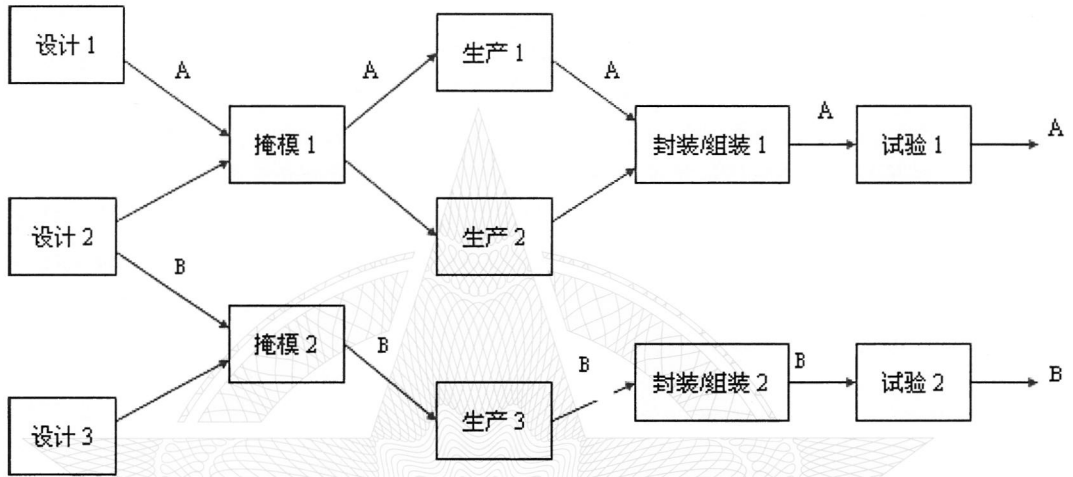 设计 1
A
A
生产 1
A
掩模 1
封装/组装 1
A
试验 1
A
设计 2
生产 2
B
掩模 2
B
B
封装/组装 2
B
试验 2
B
设计 3
生产 3